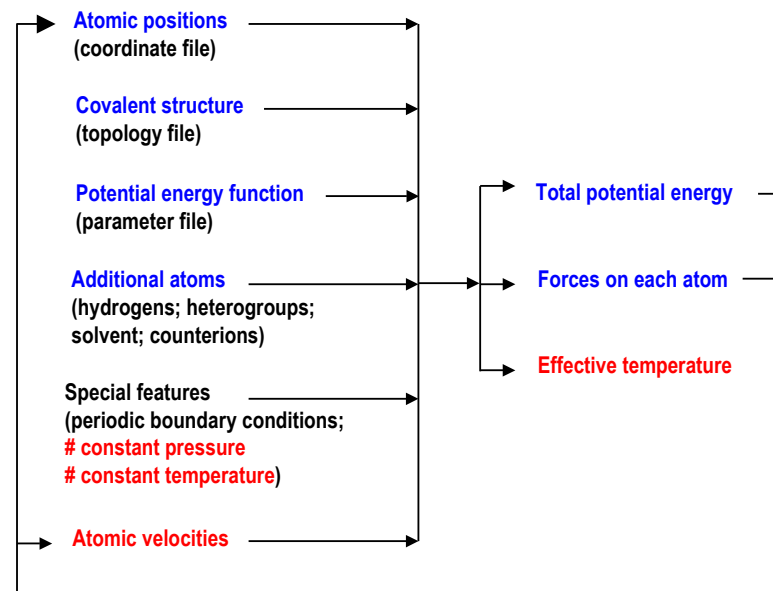 Atomic positions
(coordinate file)
Covalent structure
(topology file)
Potential energy function
(parameter file)
Additional atoms
(hydrogens; heterogroups;
solvent; counterions)
Special features
(periodic boundary conditions;
# constant pressure
# constant temperature)
Atomic velocities
Total potential energy
Forces on each atom
Effective temperature